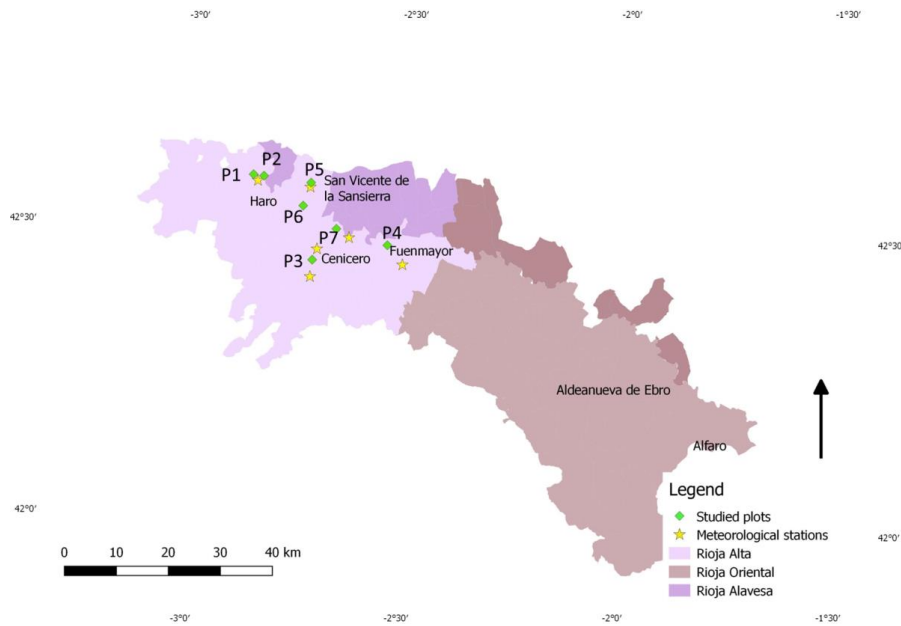 -3°0'
-2°30'
-2°0'
-1°30'
P1
P2
P5
San Vicente de
la Sansierra
Haro
P6
42°30'
P7
P4
Fuenmayor
42°30'
P3
Cenicero
Aldeanueva de Ebro
Alfaro
Legend
42°0'
Studied plots
Meteorological stations
42°0'
0 10 20 30 40 km
Rioja Alta
Rioja Oriental
Rioja Alavesa
-3°0'
-2°30'
-2°0'
-1°30'